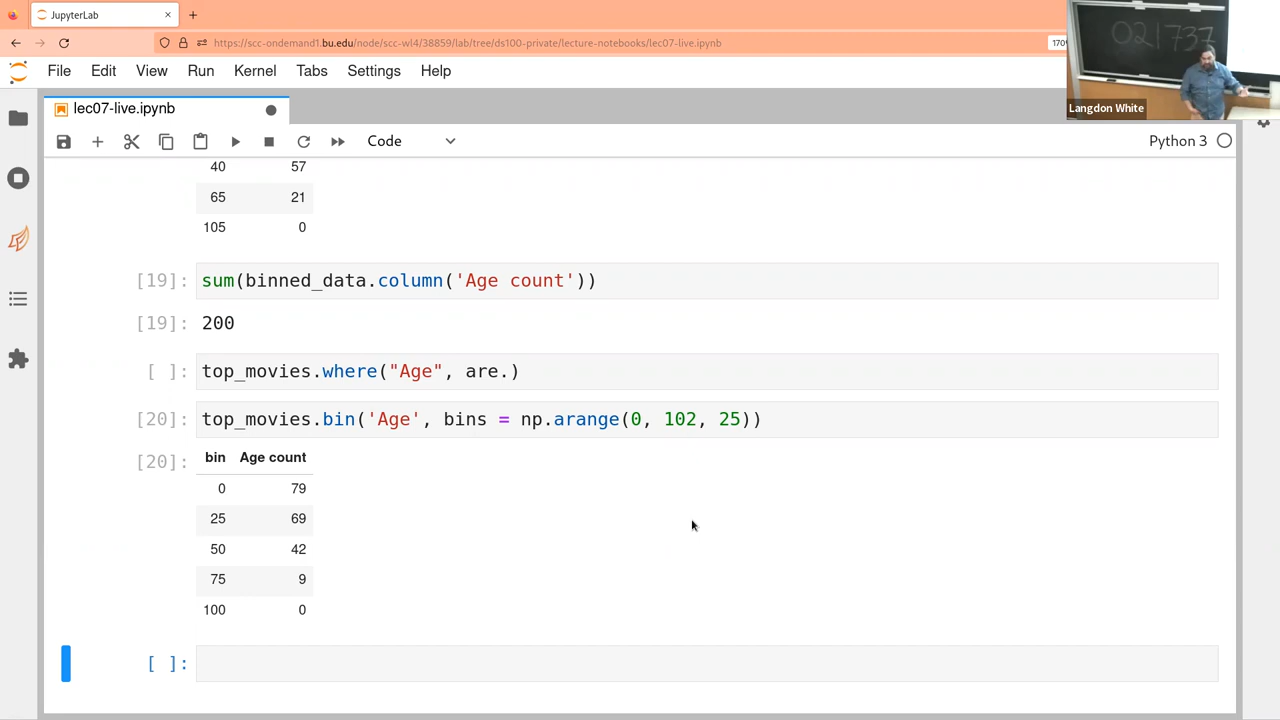 JupyterLab
https://scc-ondemand1.bu.edu/node/scc-wl4/38859/lab/tree/ds100-private/lecture-notebooks/lec07-live.ipynb
170%
021737
Langdon White
File Edit View Run Kernel Tabs Settings Help
lec07-live.ipynb
Code
Python 3
40 57
65 21
105 0
[19]: sum(binned_data.column('Age count'))
[19]: 200
[ ]: top_movies.where("Age", are.)
[20]: top_movies.bin('Age', bins = np.arange(0, 102, 25))
[20]: bin Age count
0 79
25 69
50 42
75 9
100 0
[ ]: